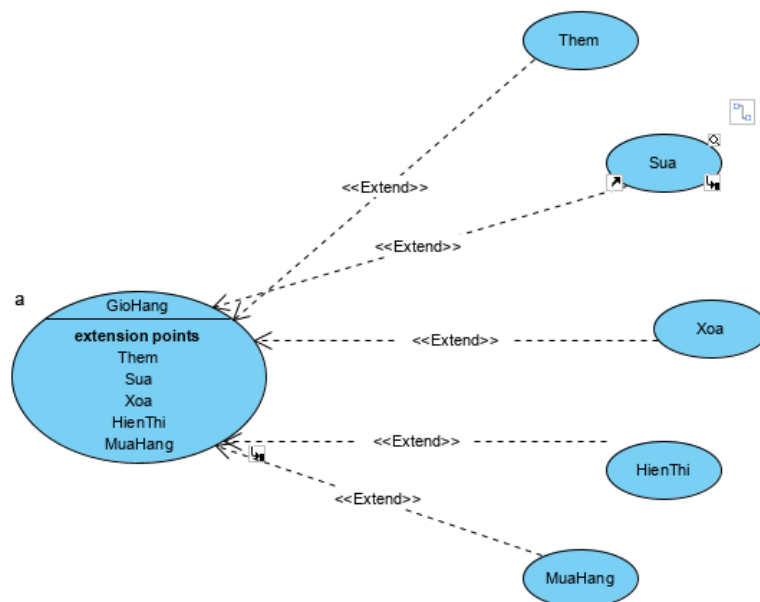 Them
<<Extend>>
Sua
<<Extend>>
a
GioHang
extension points
Them
Sua
Xoa
HienThi
MuaHang
<<Extend>>
Xoa
<<Extend>>
HienThi
<<Extend>>
MuaHang